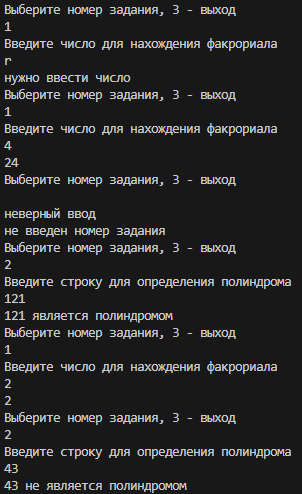 Выберите номер задания, 3 - выход
1
Введите число для нахождения факрориала
r
нужно ввести число
Выберите номер задания, 3 - выход
1
Введите число для нахождения факрориала
4
24
Выберите номер задания, 3 - выход
неверный ввод
не введен номер задания
Выберите номер задания, 3 - выход
2
Введите строку для определения полиндрома
121
121 является полиндромом
Выберите номер задания, 3 - выход
1
Введите число для нахождения факрориала
2
2
Выберите номер задания, 3 - выход
2
Введите строку для определения полиндрома
43
43 не является полиндромом